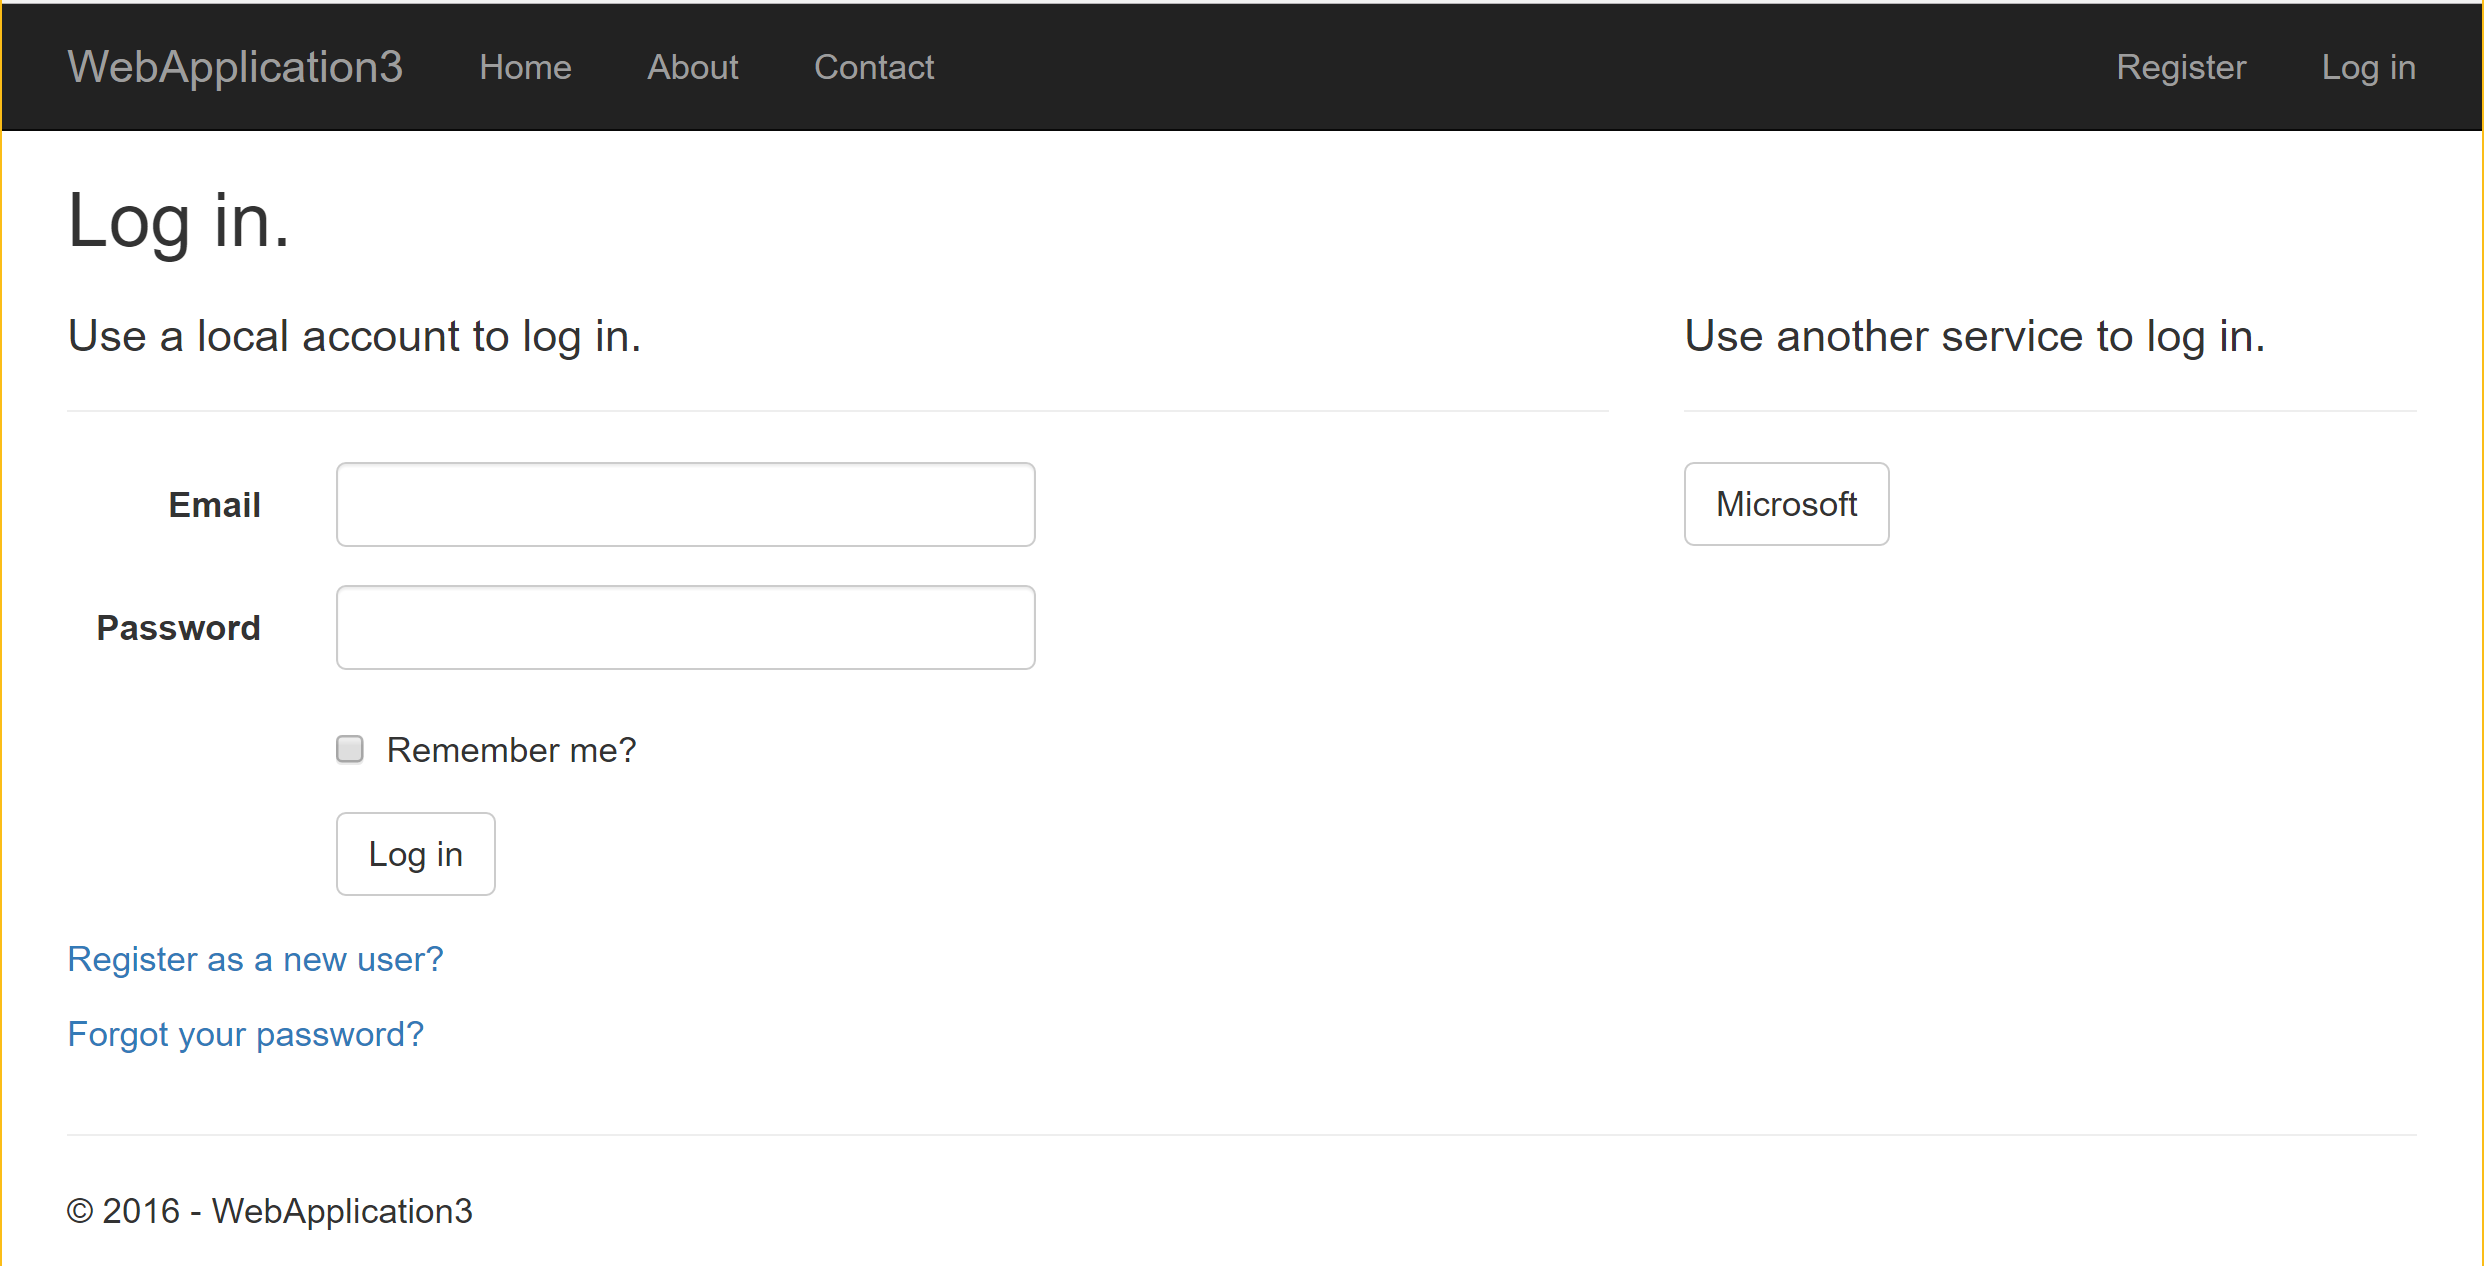 WebApplication3 Home About Contact Register Log in
Log in.
Use a local account to log in.
Email
Password
Remember me?
Log in
Register as a new user?
Forgot your password?
Use another service to log in.
Microsoft
© 2016 - WebApplication3